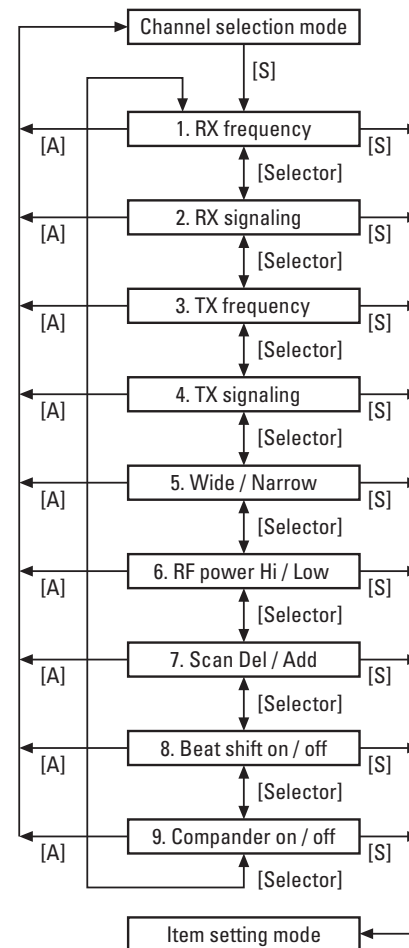 Channel selection mode
[S]
1. RX frequency
[A]
[S]
[Selector]
2. RX signaling
[A]
[S]
[Selector]
3. TX frequency
[A]
[S]
[Selector]
4. TX signaling
[A]
[S]
[Selector]
5. Wide / Narrow
[A]
[S]
[Selector]
6. RF power Hi / Low
[A]
[S]
[Selector]
7. Scan Del / Add
[A]
[S]
[Selector]
8. Beat shift on / off
[A]
[S]
[Selector]
9. Compander on / off
[A]
[S]
[Selector]
Item setting mode